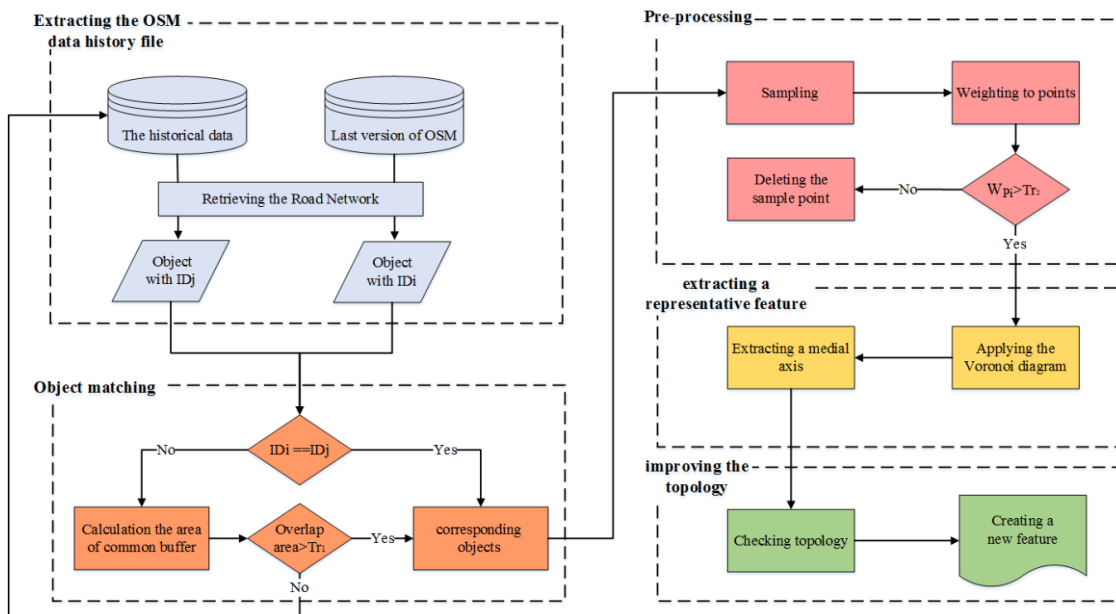 Extracting the OSM
data history file
The historical data
Last version of OSM
Retrieving the Road Network
Object
with IDj
Object
with IDi
Object matching
IDi ==IDj
No
Yes
Calculation the area
of common buffer
Overlap
area>Tr₁
Yes
corresponding
objects
No
Pre-processing
Sampling
Weighting to points
Deleting the
sample point
No
Wₚᵢ>Tr₂
Yes
extracting a
representative feature
Extracting a medial
axis
Applying the
Voronoi diagram
improving the
topology
Checking topology
Creating a
new feature